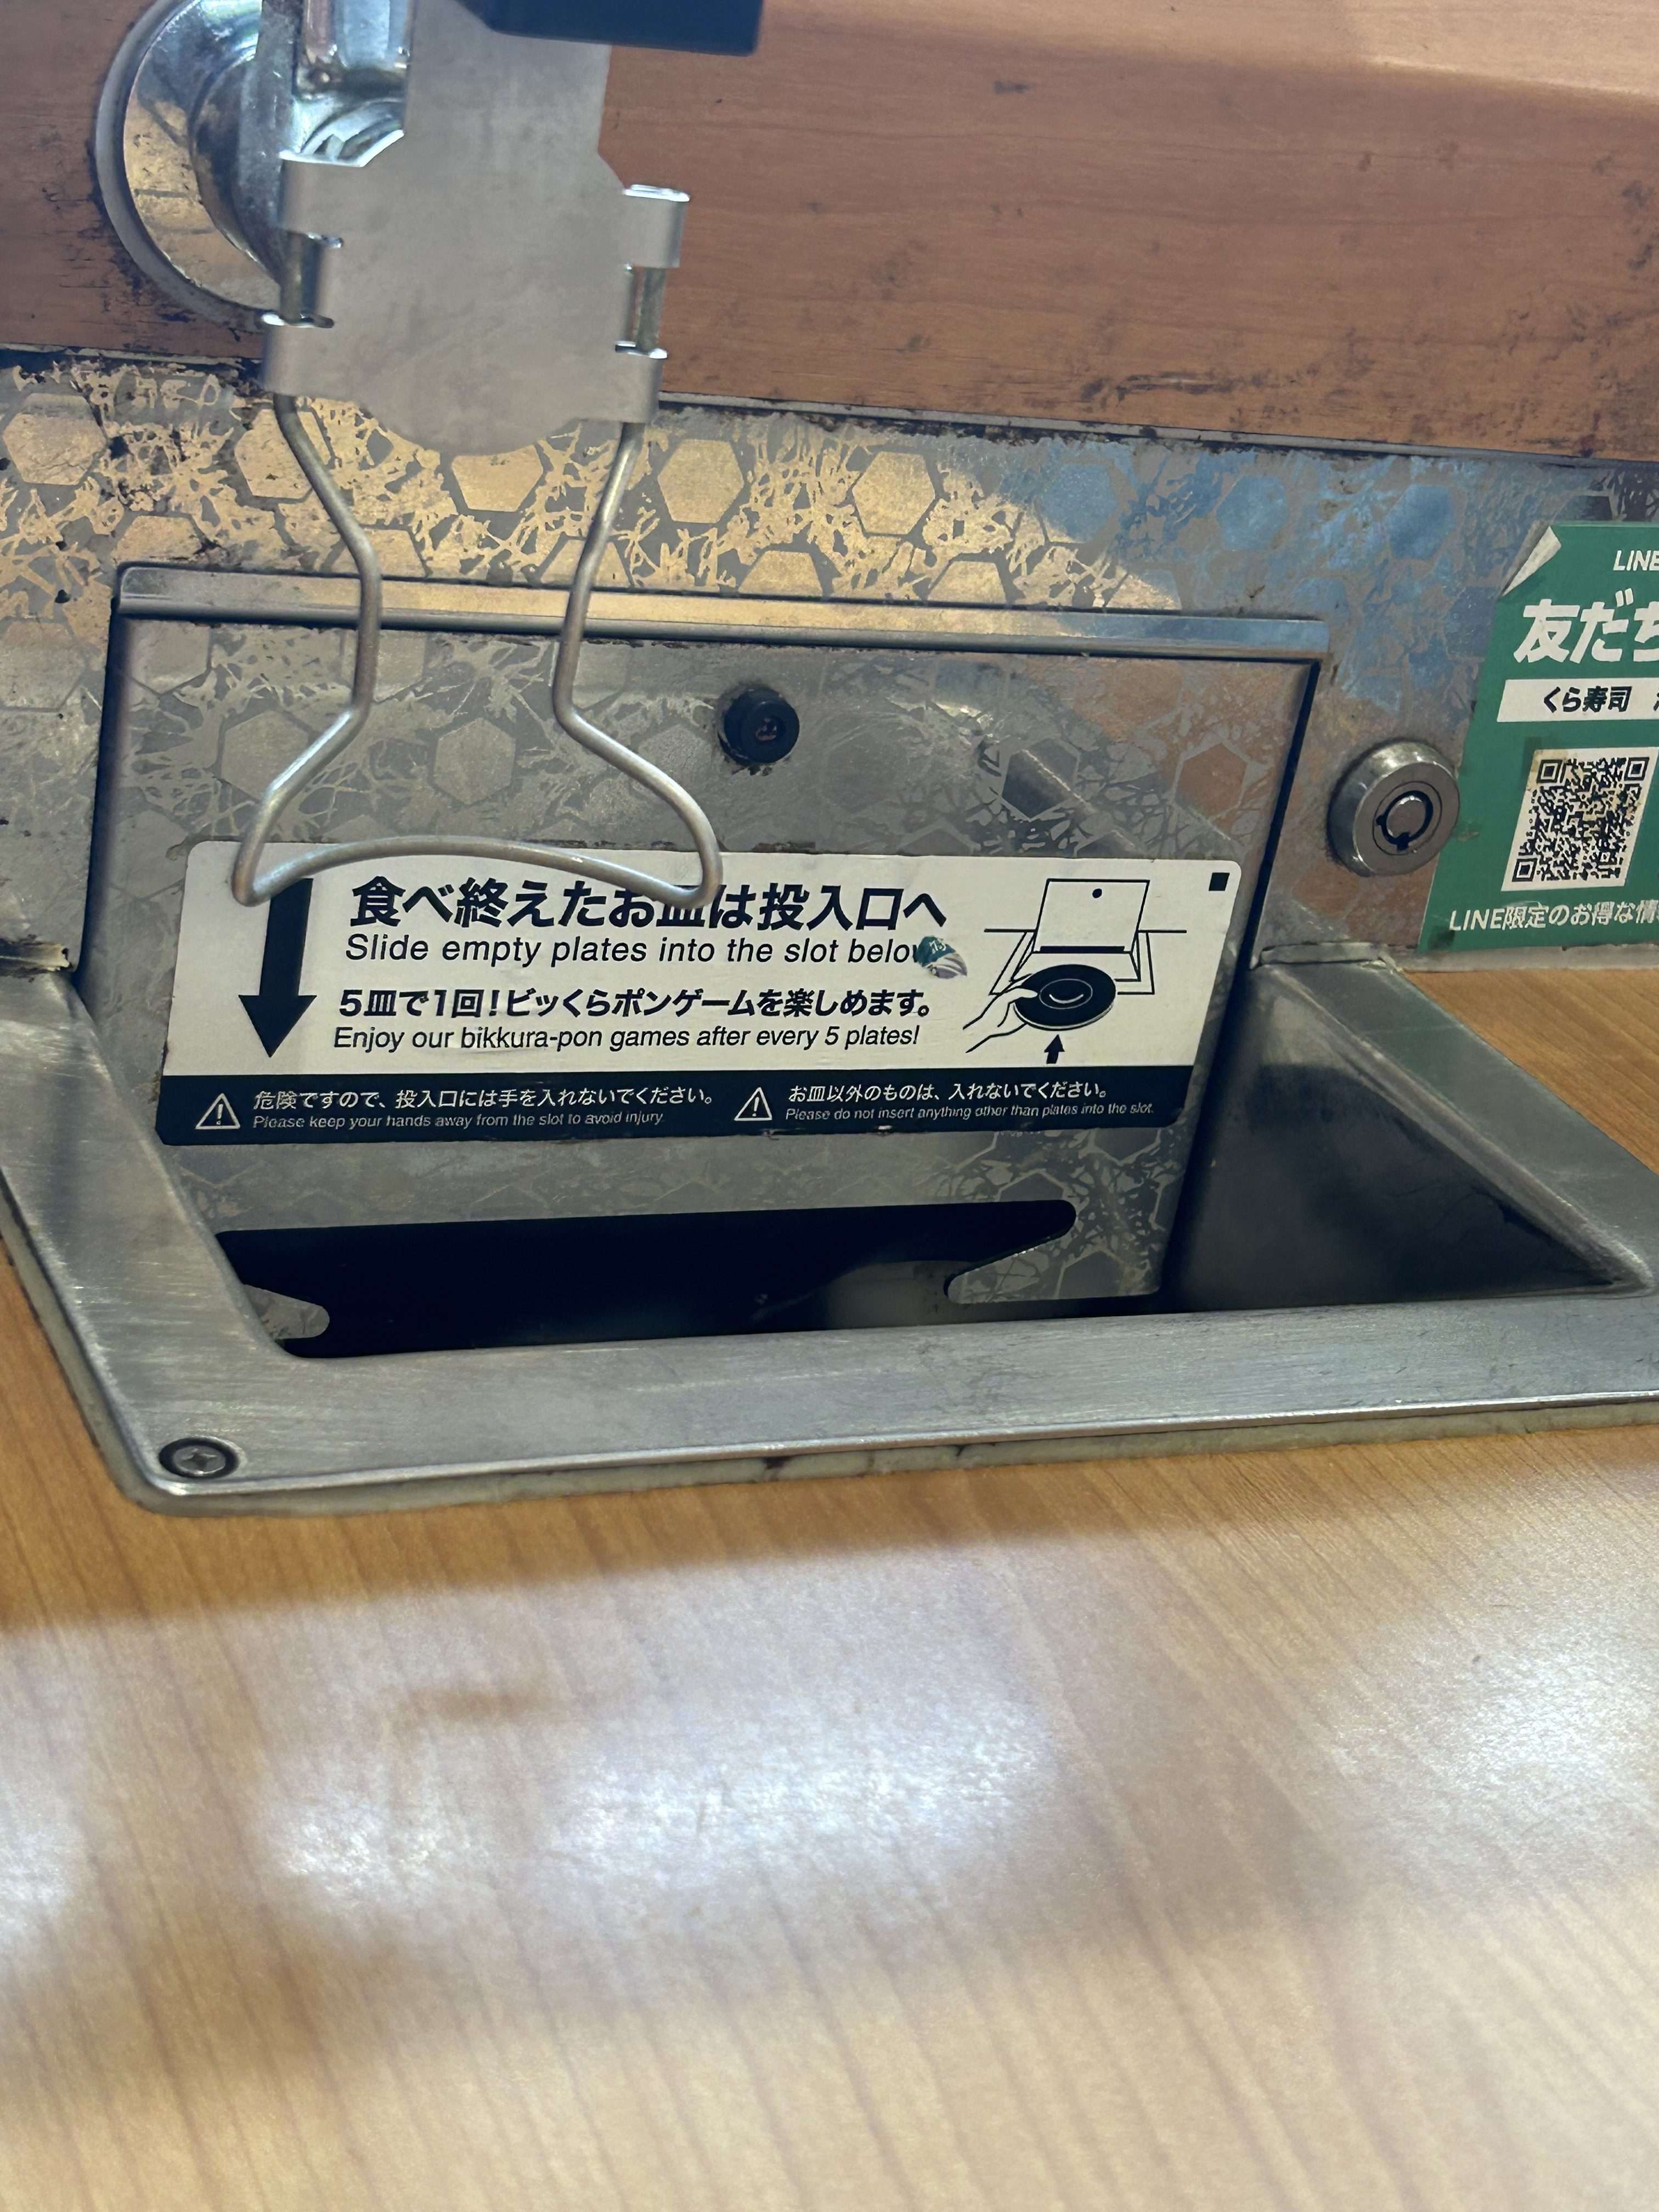 食べ終えたお皿は投入口へ
Slide empty plates into the slot below
5皿で1回!ビッくらポンゲームを楽しめます。
Enjoy our bikkura-pon games after every 5 plates!
危険ですので、投入口には手を入れないでください。
Please keep your hands away from the slot to avoid injury.
お皿以外のものは、入れないでください。
Please do not insert anything other than plates into the slot.
LINE
友だち
くら寿司
LINE限定のお得な情